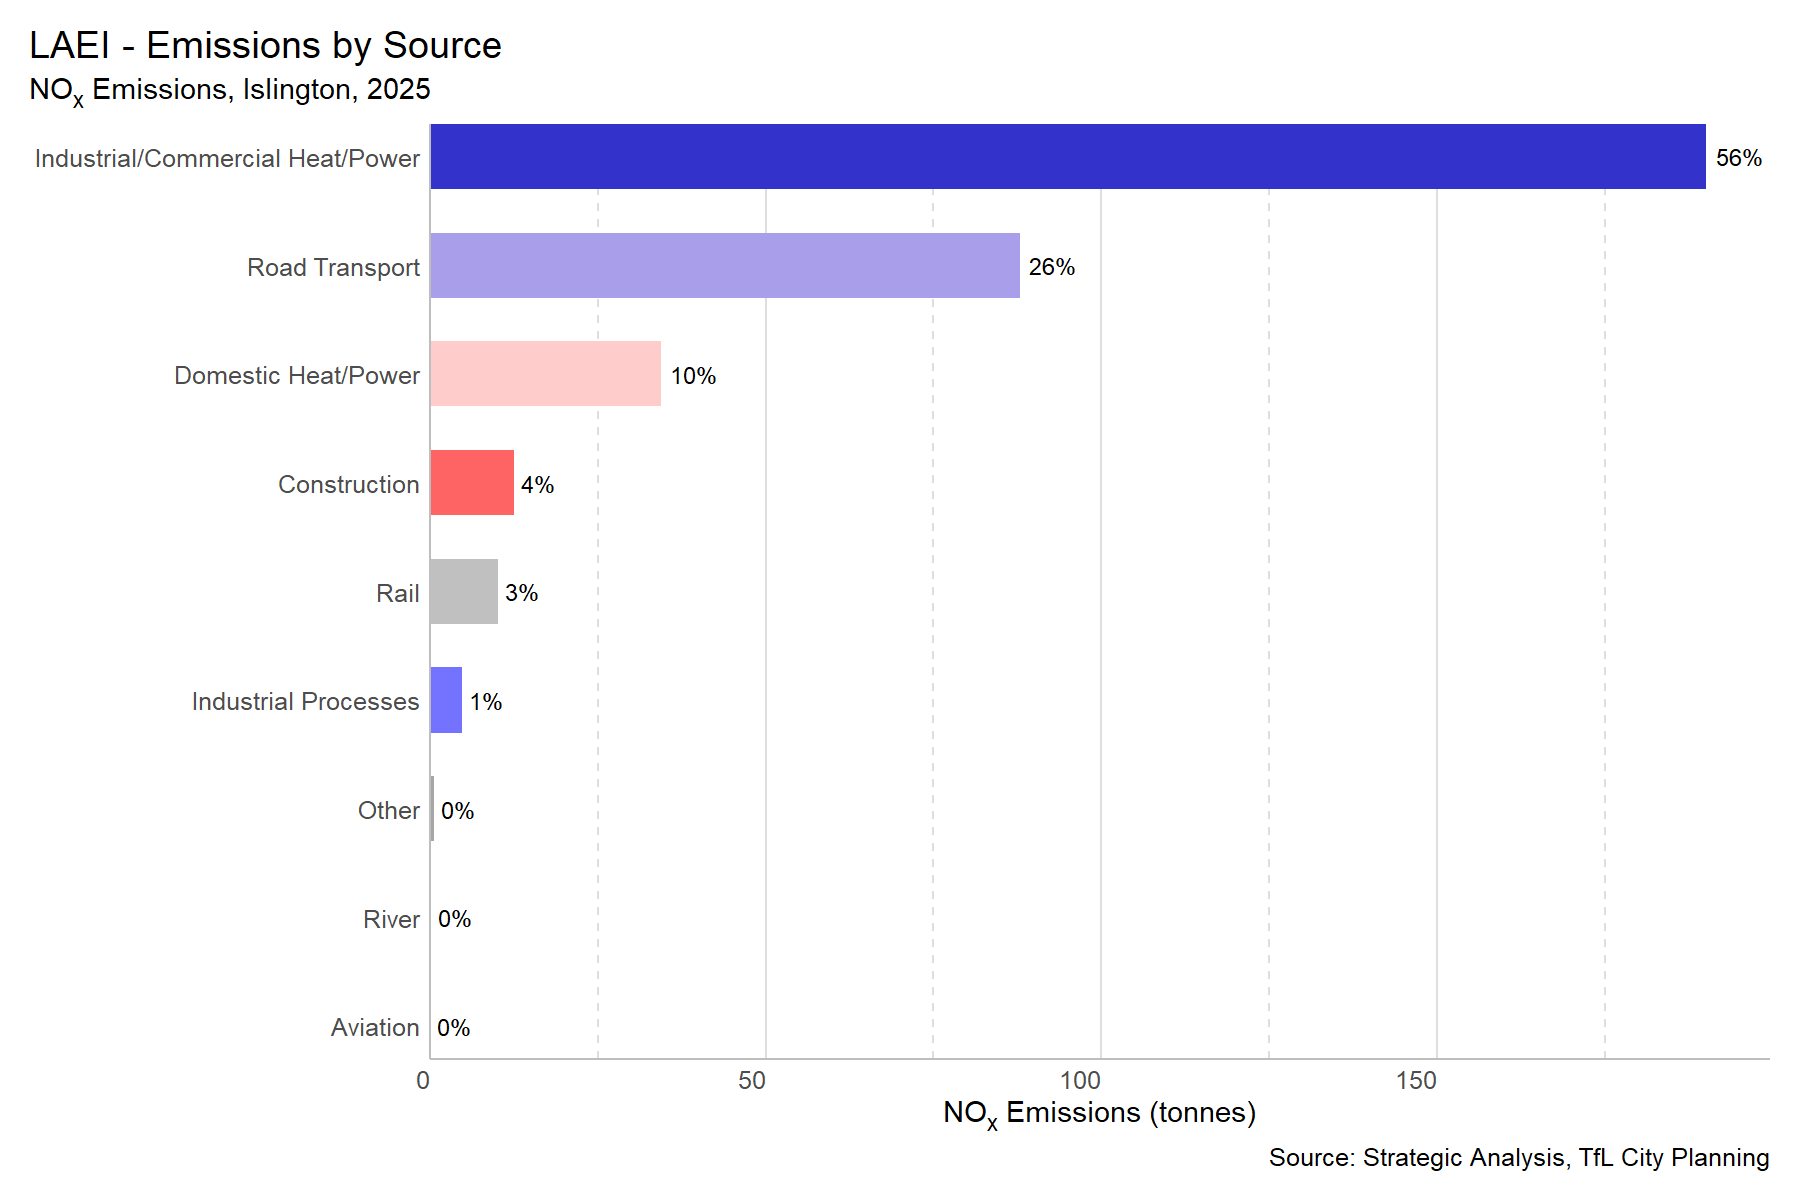 LAEI - Emissions by Source
NOx Emissions, Islington, 2025
Industrial/Commercial Heat/Power 56%
Road Transport 26%
Domestic Heat/Power 10%
Construction 4%
Rail 3%
Industrial Processes 1%
Other 0%
River 0%
Aviation 0%
0 50 100 150
NOx Emissions (tonnes)
Source: Strategic Analysis, TfL City Planning